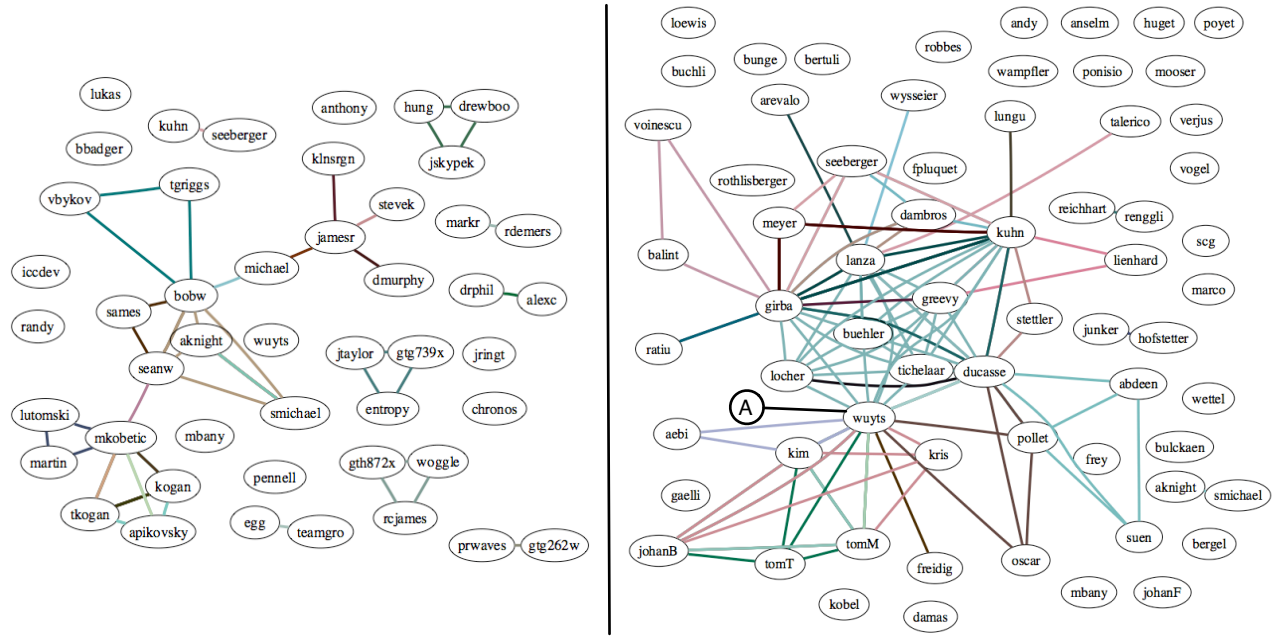 lukas
kuhn
seeberger
bbadger
anthony
hung
drewboo
jskypek
klnsrgn
stevek
jamesr
dmurphy
michael
vbykov
tgriggs
markr
rdemers
iccdev
bobw
sames
aknight
wuyts
drphil
alexc
randy
seanw
smichael
jtaylor
gtg739x
entropy
jringt
chronos
lutomski
martin
mkobetic
mbany
kogan
tkogan
apikovsky
pennell
egg
teamgro
gth872x
woggle
rcjames
prwaves
gtg262w
loewis
andy
anselm
huget
poyet
robbes
bunge
bertuli
buchli
wampfler
ponisio
mooser
arevalo
wysseier
voinescu
lungu
talerico
verjus
seeberger
fpluquet
vogel
rothlisberger
meyer
dambros
kuhn
reichhart
renggli
balint
lanza
lienhard
scg
girba
greevy
marco
ratiu
buehler
stettler
junker
hofstetter
locher
tichelaar
ducasse
abdeen
A
wuyts
wettel
aebi
kim
kris
pollet
frey
bulckaen
gaelli
aknight
smichael
johanB
tomT
tomM
freidig
oscar
suen
bergel
kobel
damas
mbany
johanF